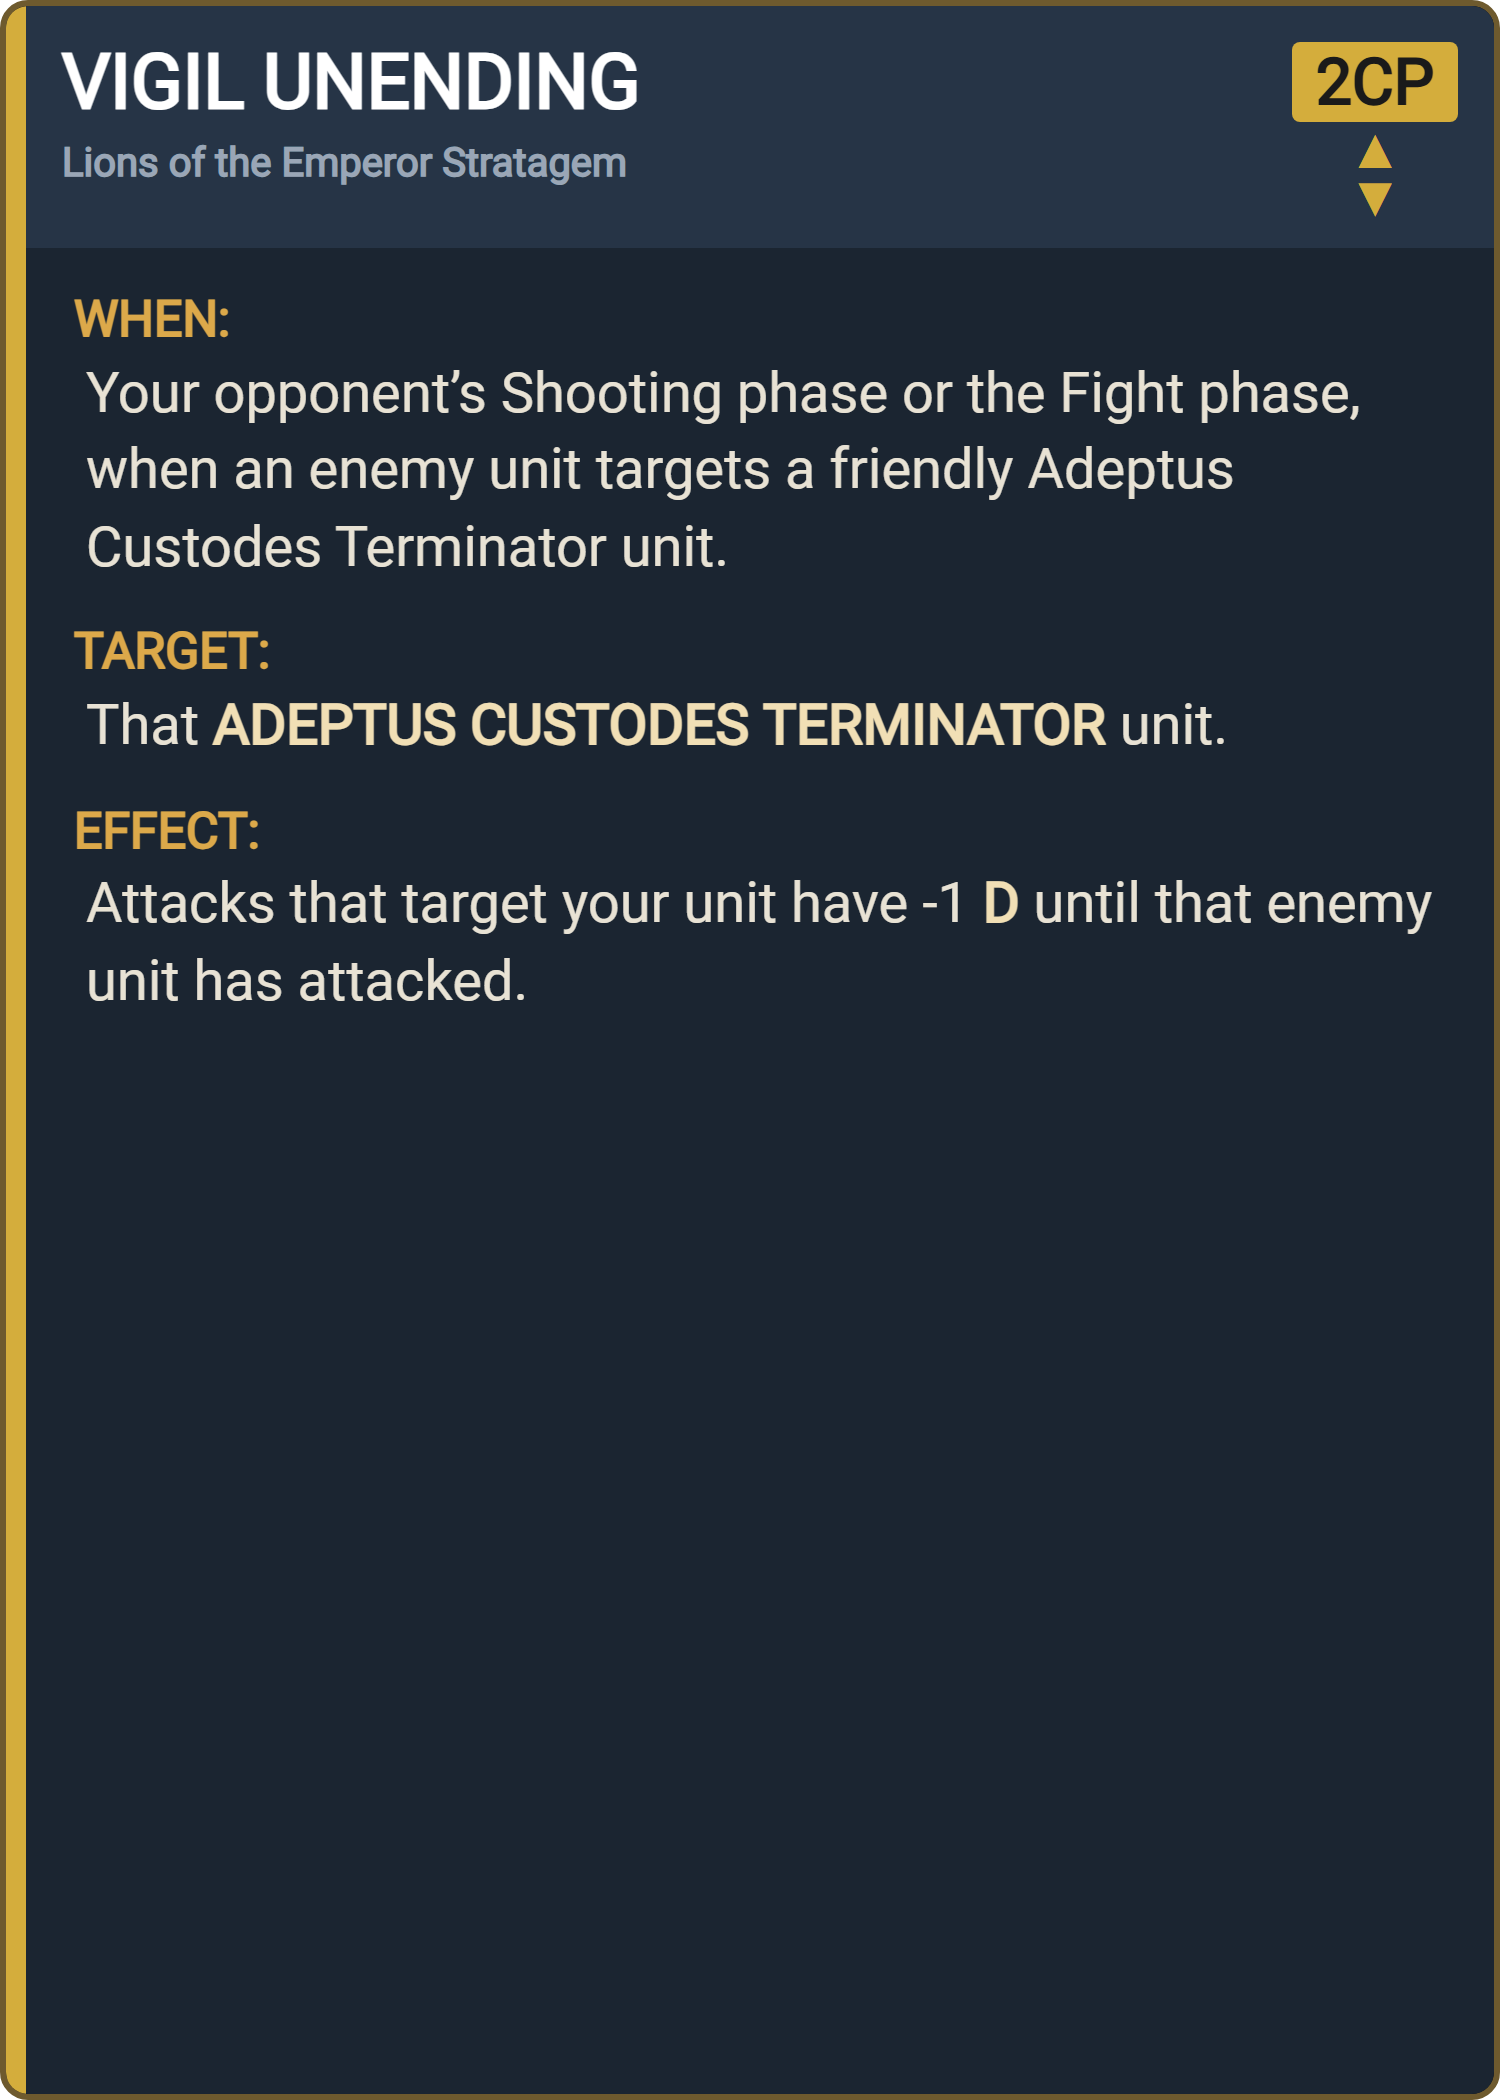 VIGIL UNENDING
2CP
Lions of the Emperor Stratagem
▲
▼
WHEN:
Your opponent’s Shooting phase or the Fight phase,
when an enemy unit targets a friendly Adeptus
Custodes Terminator unit.
TARGET:
That ADEPTUS CUSTODES TERMINATOR unit.
EFFECT:
Attacks that target your unit have -1 D until that enemy
unit has attacked.